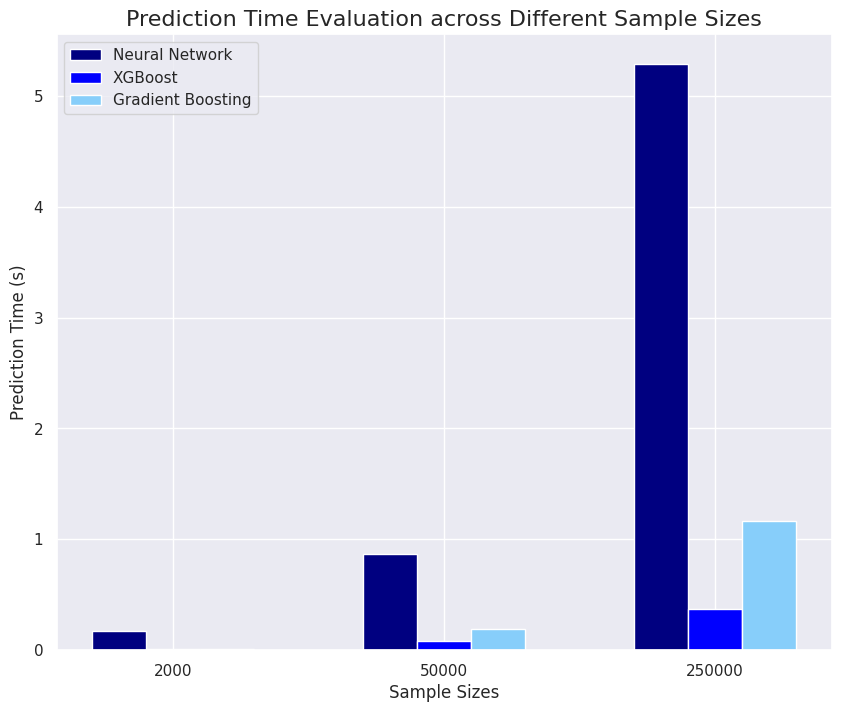 Prediction Time Evaluation across Different Sample Sizes
Neural Network
XGBoost
Gradient Boosting
Prediction Time (s)
5
4
3
2
1
0
2000
50000
250000
Sample Sizes